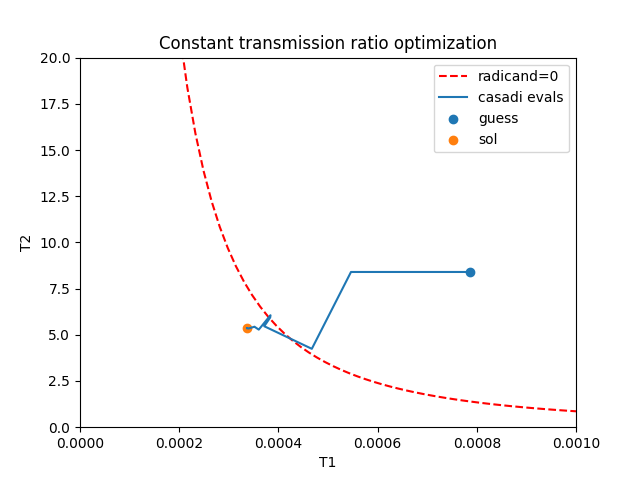 Constant transmission ratio optimization
radicand=0
casadi evals
guess
sol
20.0
17.5
15.0
12.5
10.0
7.5
5.0
2.5
0.0
T2
0.0000 0.0002 0.0004 0.0006 0.0008 0.0010
T1